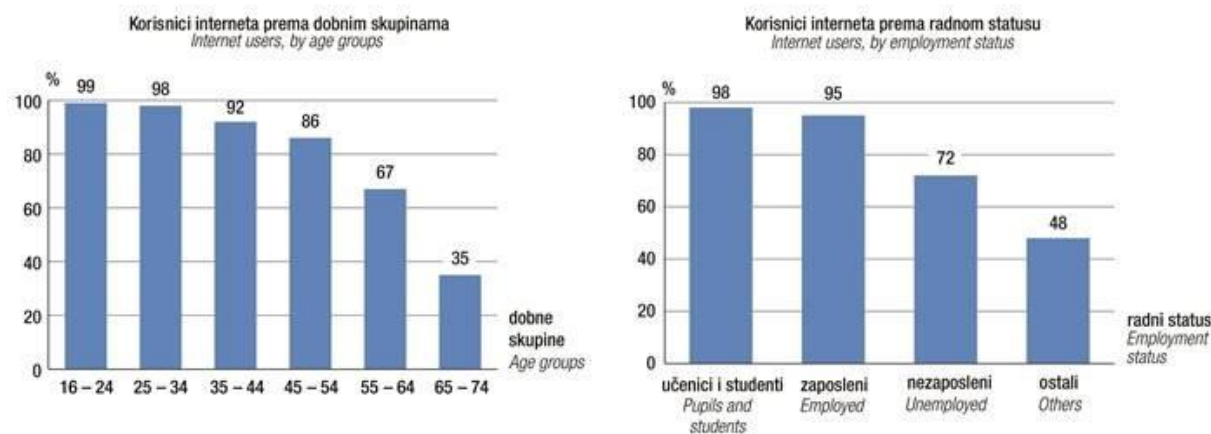 Korisnici interneta prema dobnim skupinama
Internet users, by age groups
%
99
98
92
86
67
35
100
80
60
40
20
0
dobne
skupine
Age groups
16 – 24
25 – 34
35 – 44
45 – 54
55 – 64
65 – 74
Korisnici interneta prema radnom statusu
Internet users, by employment status
%
98
95
72
48
100
80
60
40
20
0
radni status
Employment
status
učenici i studenti
Pupils and
students
zaposleni
Employed
nezaposleni
Unemployed
ostali
Others